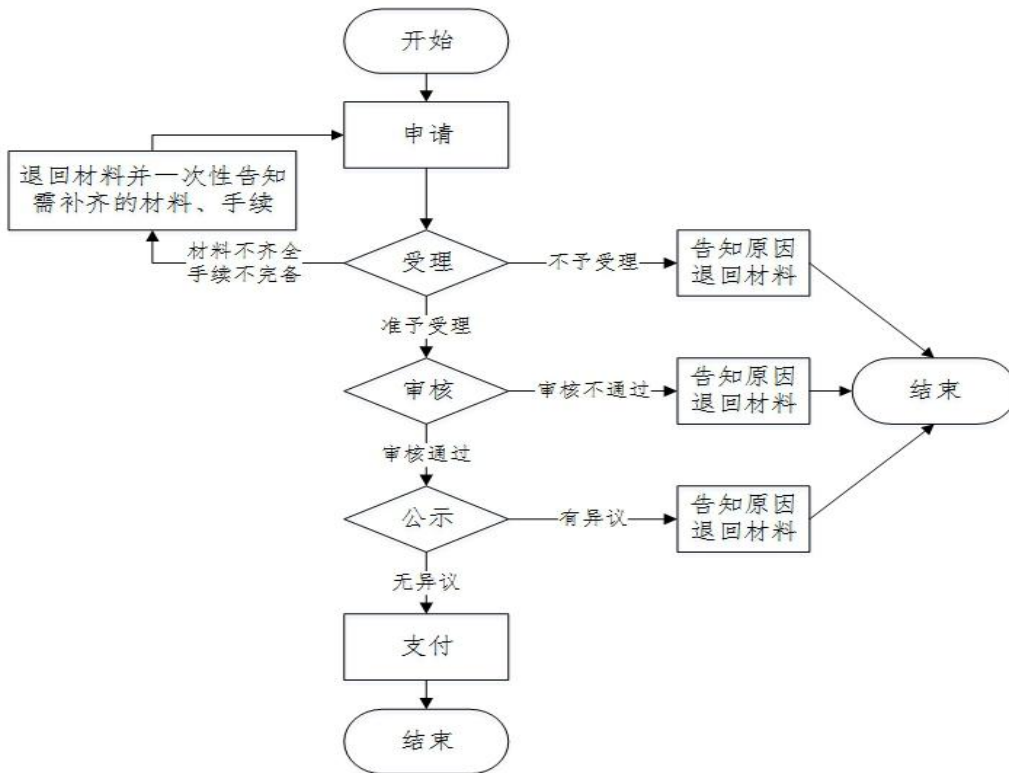 开始
申请
退回材料并一次性告知
需补齐的材料、手续
材料不齐全
手续不完备
受理
不予受理
告知原因
退回材料
准予受理
审核
审核不通过
告知原因
退回材料
结束
审核通过
公示
有异议
告知原因
退回材料
无异议
支付
结束